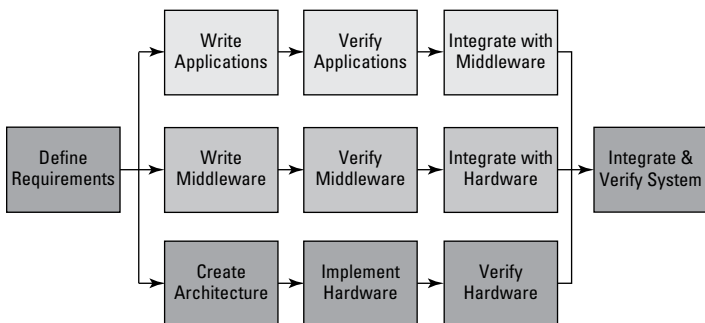 Write
Applications
Verify
Applications
Integrate with
Middleware
Define
Requirements
Write
Middleware
Verify
Middleware
Integrate with
Hardware
Integrate &
Verify System
Create
Architecture
Implement
Hardware
Verify
Hardware